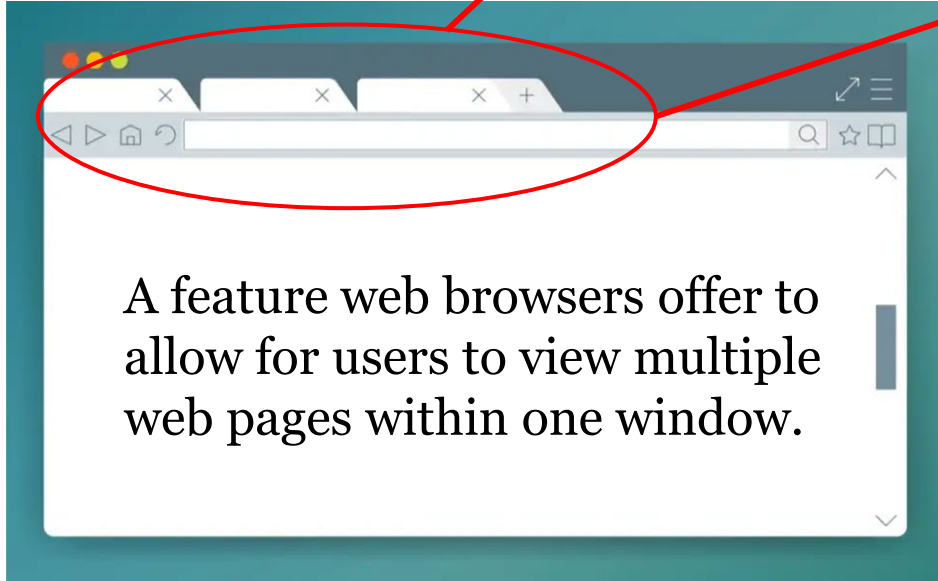 A feature web browsers offer to
allow for users to view multiple
web pages within one window.